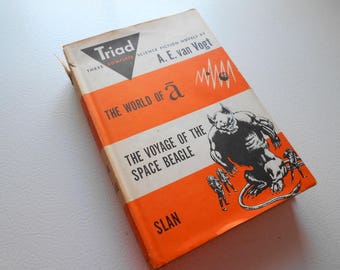 Triad
THREE COMPLETE SCIENCE FICTION NOVELS BY
A. E. van Vogt
THE WORLD OF Ā
THE VOYAGE OF THE
SPACE BEAGLE
SLAN